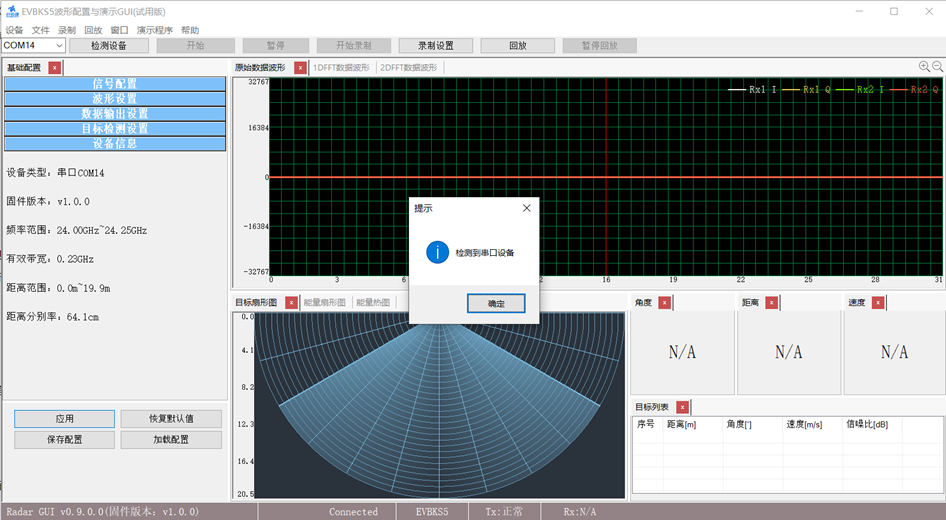 EVBKS5波形配置与演示GUI(试用版)
设备 文件 录制 回放 窗口 演示程序 帮助
COM14 检测设备 开始 暂停 开始录制 录制设置 回放 暂停回放
基础配置
信号配置
波形设置
数据输出设置
目标检测设置
设备信息
设备类型: 串口COM14
固件版本: v1.0.0
频率范围: 24.00GHz~24.25GHz
有效带宽: 0.23GHz
距离范围: 0.0m~19.9m
距离分别率: 64.1cm
应用 恢复默认值
保存配置 加载配置
原始数据波形 1DFFT数据波形 2DFFT数据波形
Rx1 I Rx1 Q Rx2 I Rx2 Q
32767
16384
0
-16384
-32767
0 3 6 2 16 19 22 25 28 31
提示
检测到串口设备
确定
目标扇形图 能量扇形图 能量热图
0.0
4.1
8.2
12.3
16.4
20.5
角度 距离 速度
N/A N/A N/A
目标列表
序号 距离[m] 角度[°] 速度[m/s] 信噪比[dB]
Radar GUI v0.9.0.0(固件版本: v1.0.0) Connected EVBKS5 Tx:正常 Rx:N/A